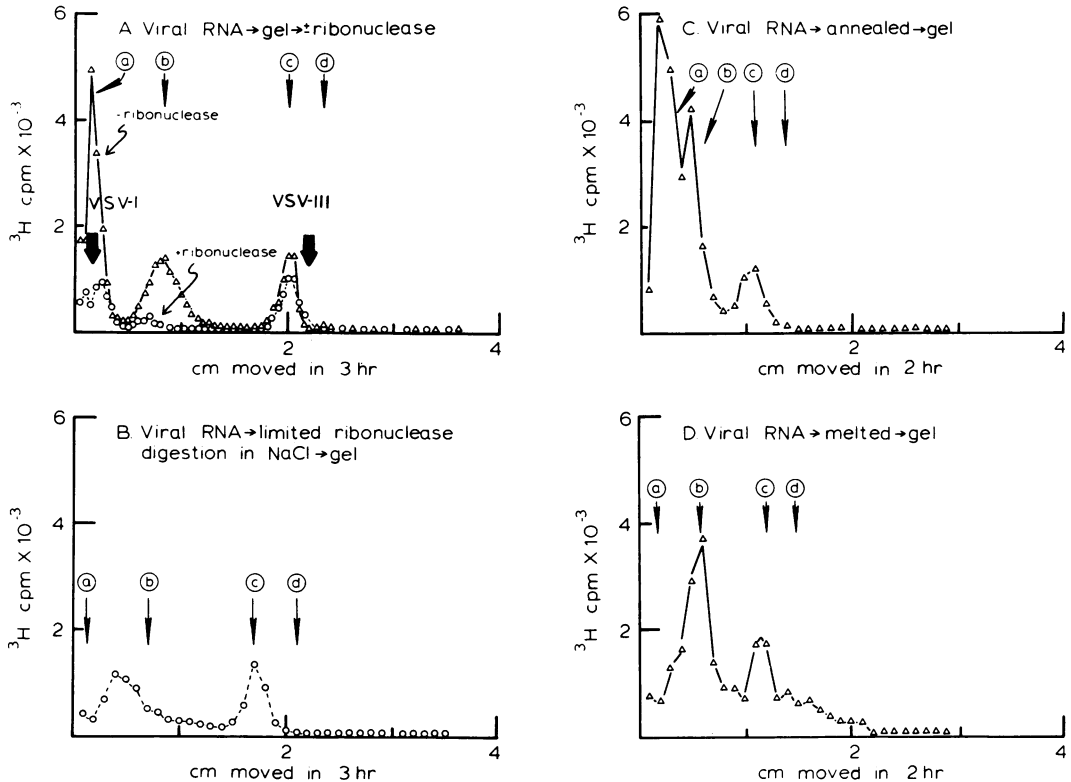 A. Viral RNA→gel→±ribonuclease
ⓐ ⓑ ⓒ ⓓ
-ribonuclease
VSV-I
VSV-III
+ribonuclease
³H cpm X 10⁻³
6
4
2
2
4
cm moved in 3 hr
B. Viral RNA→limited ribonuclease
digestion in NaCl→gel
ⓐ ⓑ ⓒ ⓓ
³H cpm X 10⁻³
6
4
2
2
4
cm moved in 3 hr
C. Viral RNA→annealed→gel
ⓐ ⓑ ⓒ ⓓ
³H cpm X 10⁻³
6
4
2
2
4
cm moved in 2 hr
D. Viral RNA→melted→gel
ⓐ ⓑ ⓒ ⓓ
³H cpm X 10⁻³
6
4
2
2
4
cm moved in 2 hr